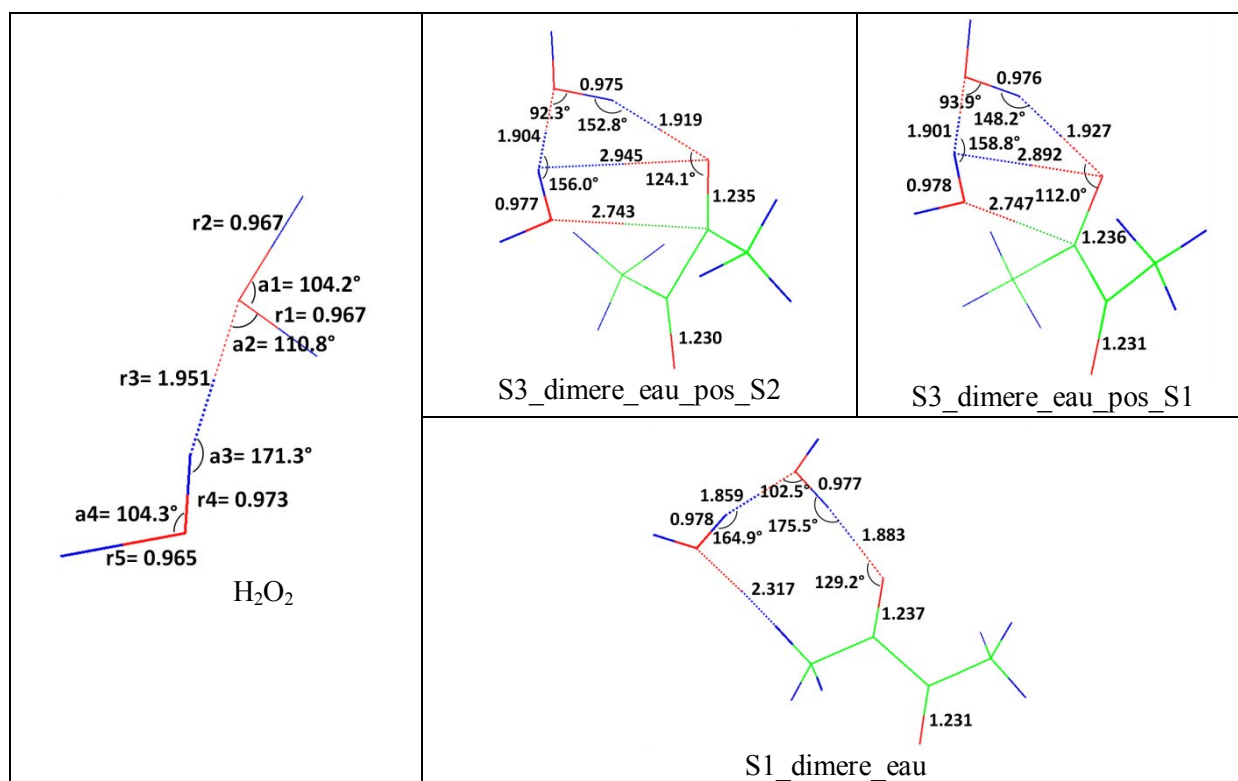 r2= 0.967
a1= 104.2°
r1= 0.967
a2= 110.8°
r3= 1.951
a3= 171.3°
r4= 0.973
a4= 104.3°
r5= 0.965
H₂O₂
0.975
92.3°
152.8°
1.904
1.919
2.945
156.0°
124.1°
0.977
2.743
1.235
1.230
S3_dimere_eau_pos_S2
0.976
93.9°
148.2°
1.901
1.927
158.8°
2.892
0.978
112.0°
2.747
1.236
1.231
S3_dimere_eau_pos_S1
1.859
102.5°
0.977
0.978
175.5°
164.9°
1.883
129.2°
2.317
1.237
1.231
S1_dimere_eau